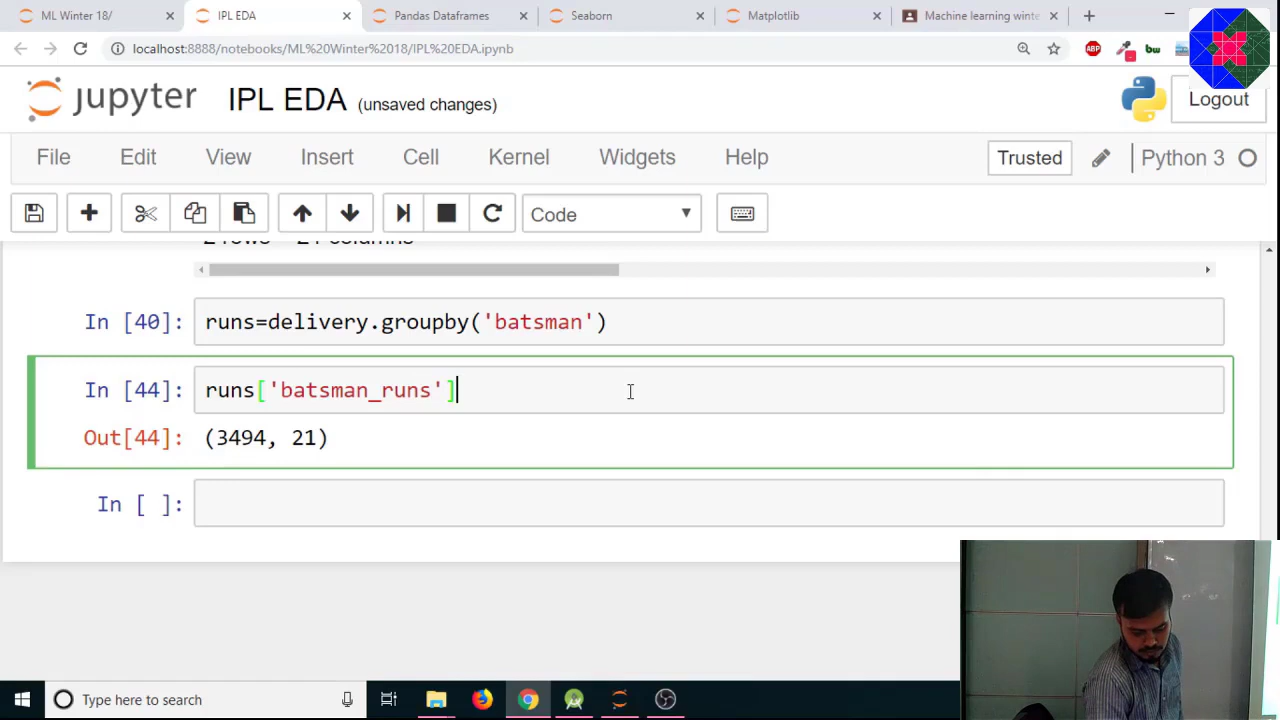 ML Winter 18/
IPL EDA
Pandas Dataframes
Seaborn
Matplotlib
Machine learning winte
localhost:8888/notebooks/ML%20Winter%2018/IPL%20EDA.ipynb
ABP
bw
jupyter
IPL EDA (unsaved changes)
Logout
File
Edit
View
Insert
Cell
Kernel
Widgets
Help
Trusted
Python 3
Code
In [40]: runs=delivery.groupby('batsman')
In [44]: runs['batsman_runs']
Out[44]: (3494, 21)
In [ ]:
Type here to search